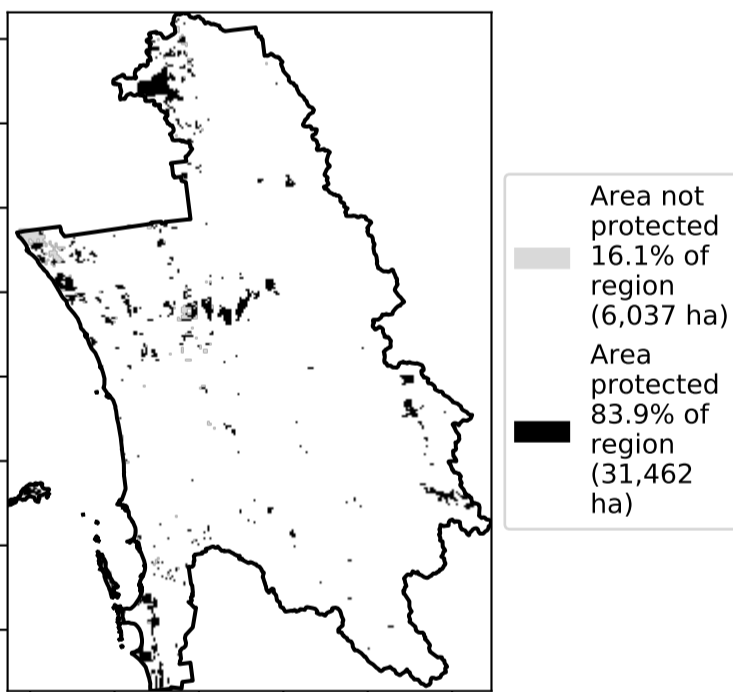 Area not
protected
16.1% of
region
(6,037 ha)
Area
protected
83.9% of
region
(31,462
ha)